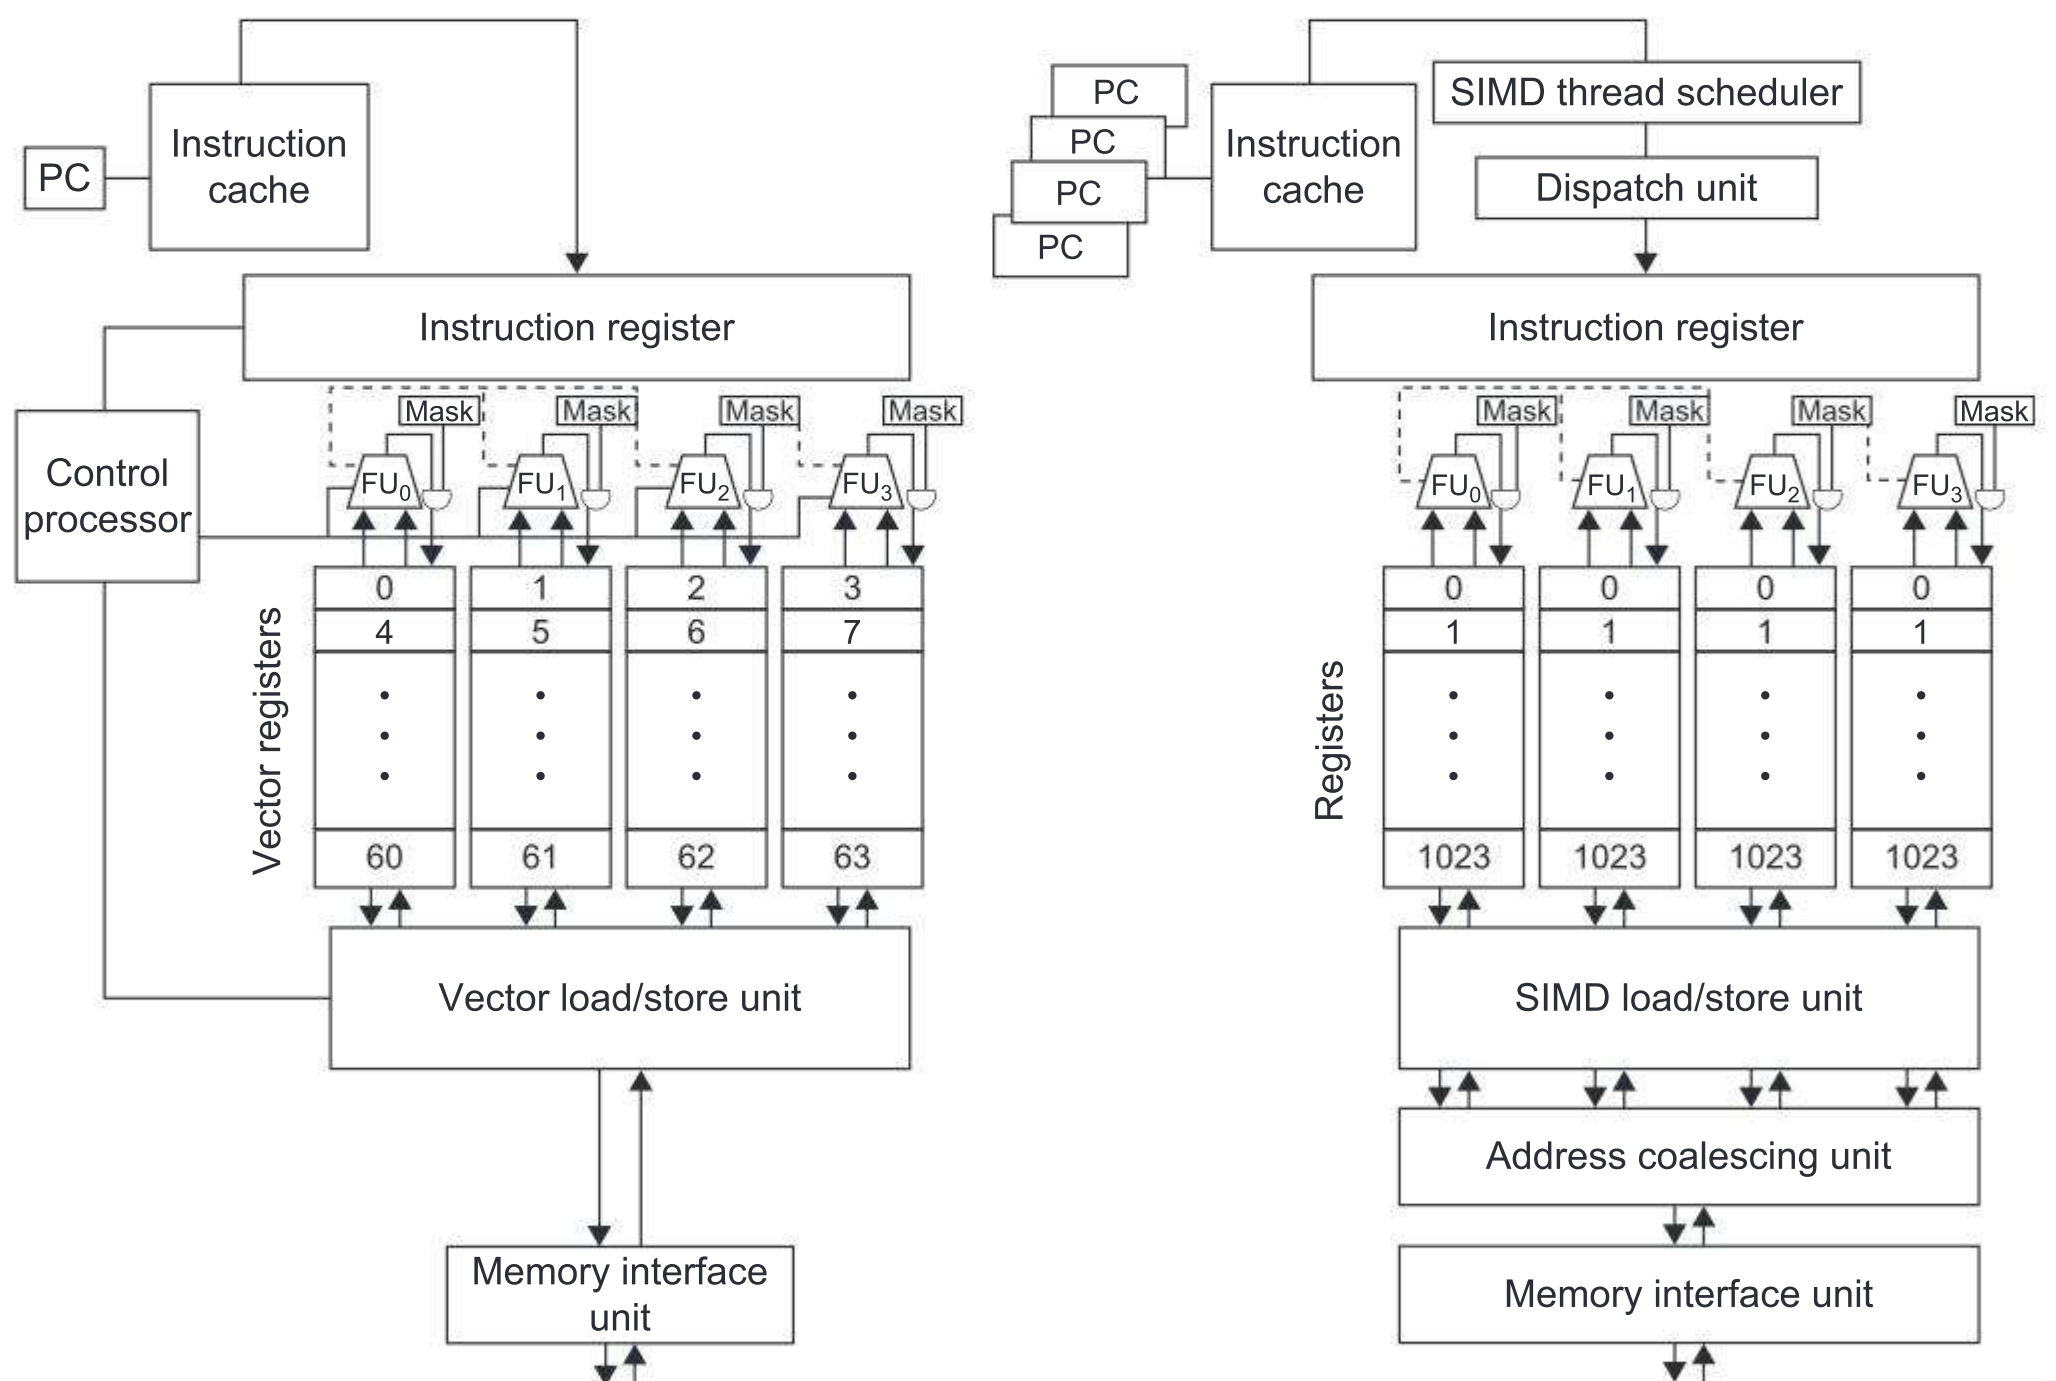 PC
Instruction
cache
Instruction register
Control
processor
Mask
Mask
Mask
Mask
FU0
FU1
FU2
FU3
Vector registers
0
1
2
3
4
5
6
7
60
61
62
63
Vector load/store unit
Memory interface
unit
PC
PC
PC
PC
Instruction
cache
SIMD thread scheduler
Dispatch unit
Instruction register
Mask
Mask
Mask
Mask
FU0
FU1
FU2
FU3
Registers
0
0
0
0
1
1
1
1
1023
1023
1023
1023
SIMD load/store unit
Address coalescing unit
Memory interface unit